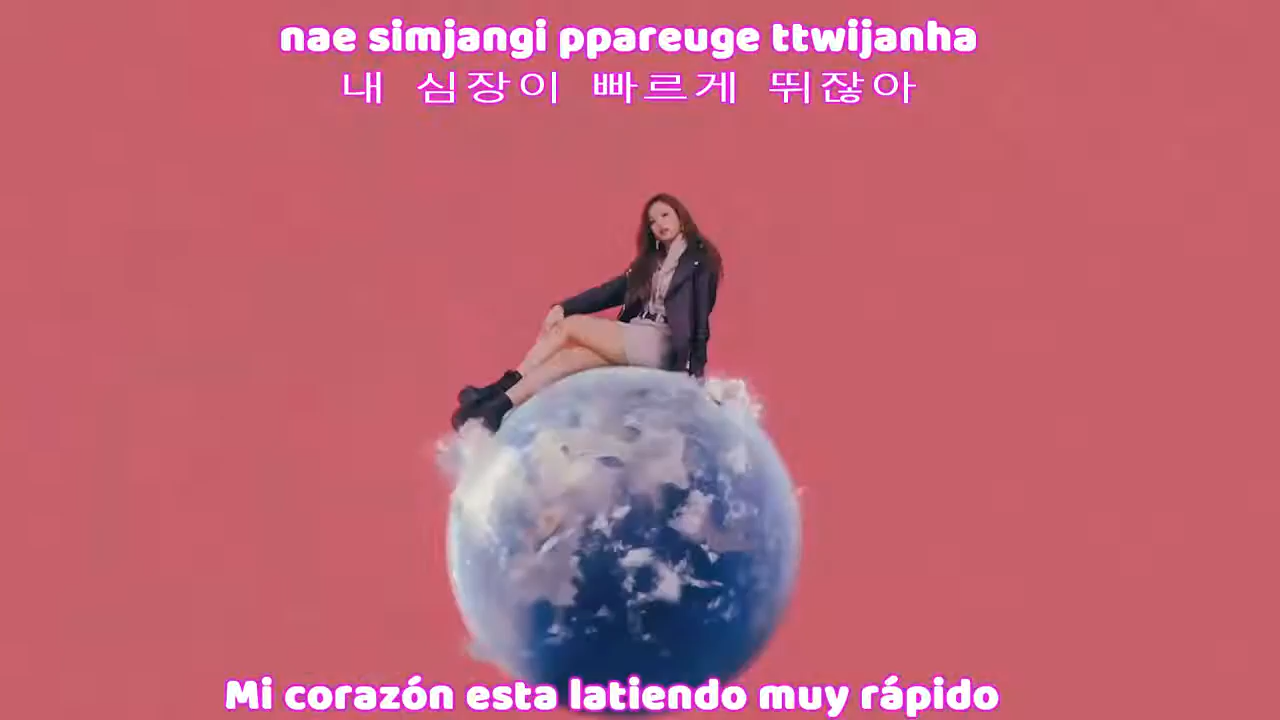 nae simjangi ppareuge ttwijanha
내 심장이 빠르게 뛰잖아
Mi corazón esta latiendo muy rápido